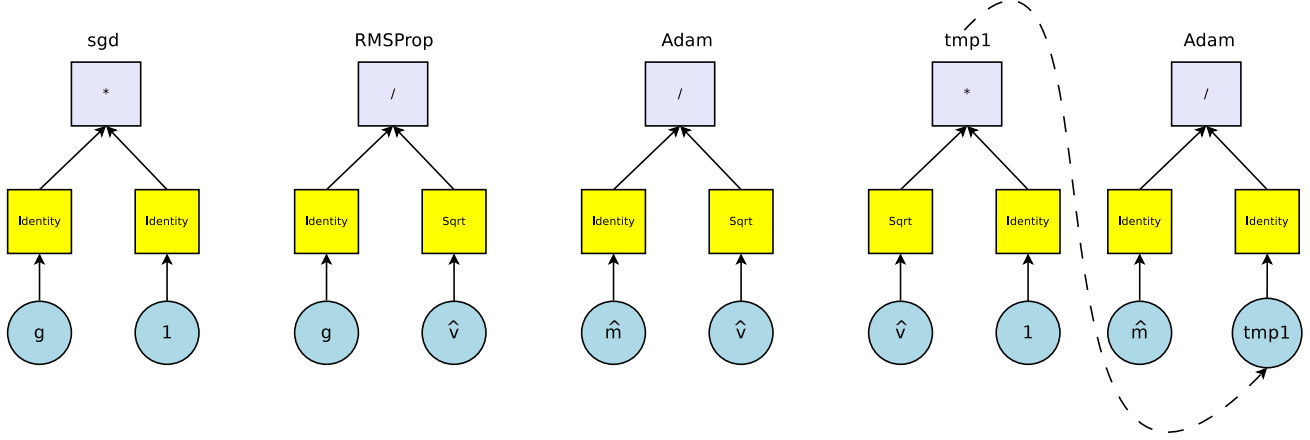 sgd RMSProp Adam tmp1 Adam
* / / * /
Identity Identity Identity Sqrt Identity Sqrt Sqrt Identity Identity Identity
g 1 g v̂ m̂ v̂ v̂ 1 m̂ tmp1